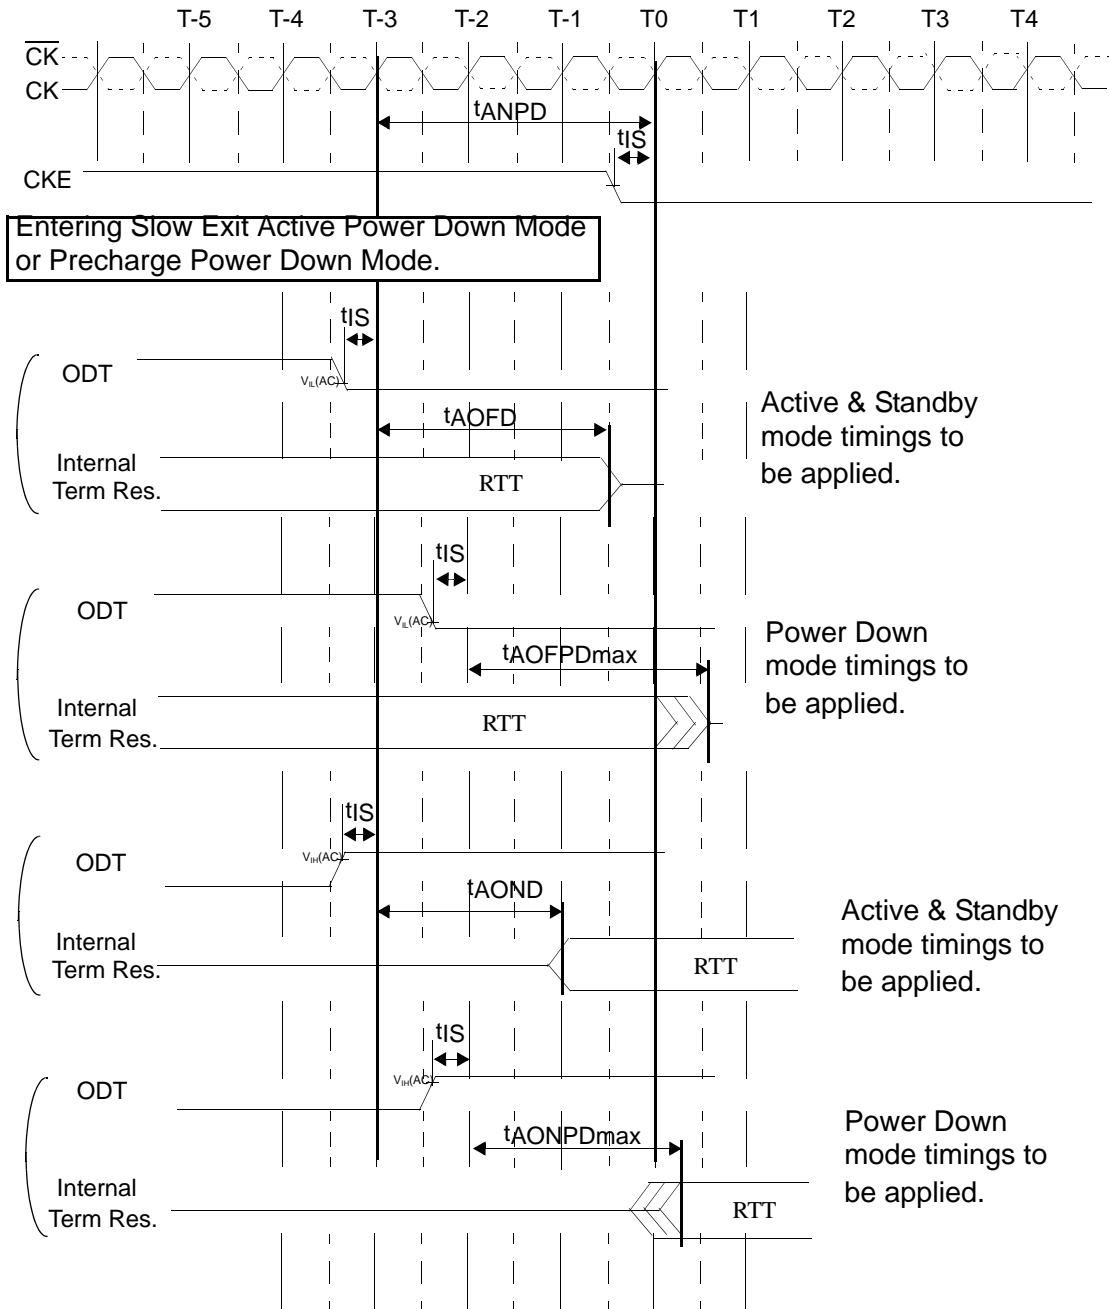 T-5 T-4 T-3 T-2 T-1 T0 T1 T2 T3 T4
CK
CK
tANPD
tIS
CKE
Entering Slow Exit Active Power Down Mode
or Precharge Power Down Mode.
tIS
ODT
VIL(AC)
tAOFD
Internal
Term Res.
RTT
Active & Standby
mode timings to
be applied.
tIS
ODT
VIL(AC)
tAOFPDmax
Internal
Term Res.
RTT
Power Down
mode timings to
be applied.
tIS
ODT
VIH(AC)
tAOND
Internal
Term Res.
RTT
Active & Standby
mode timings to
be applied.
tIS
ODT
VIH(AC)
tAONPDmax
Internal
Term Res.
RTT
Power Down
mode timings to
be applied.